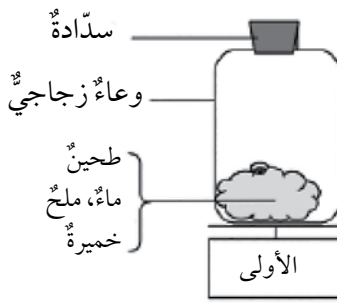 سدّادةٌ
وعاءٌ زجاجيٌّ
طحينٌ
ماءٌ، ملحٌ
خميرةٌ
الأولى